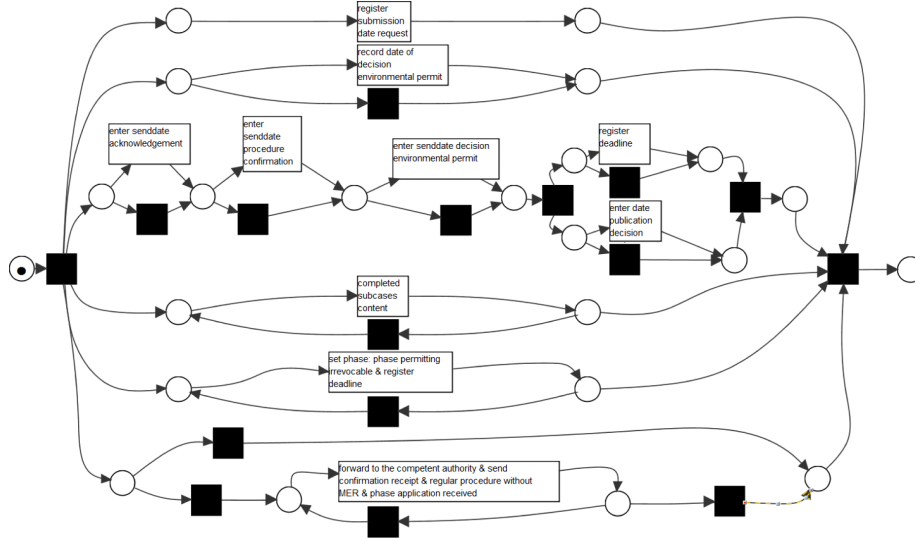 register
submission
date request
record date of
decision
environmental permit
enter senddate
acknowledgement
enter
senddate
procedure
confirmation
enter senddate decision
environmental permit
register
deadline
enter date
publication
decision
completed
subcases
content
set phase: phase permitting
irrevocable & register
deadline
forward to the competent authority & send
confirmation receipt & regular procedure without
MER & phase application received